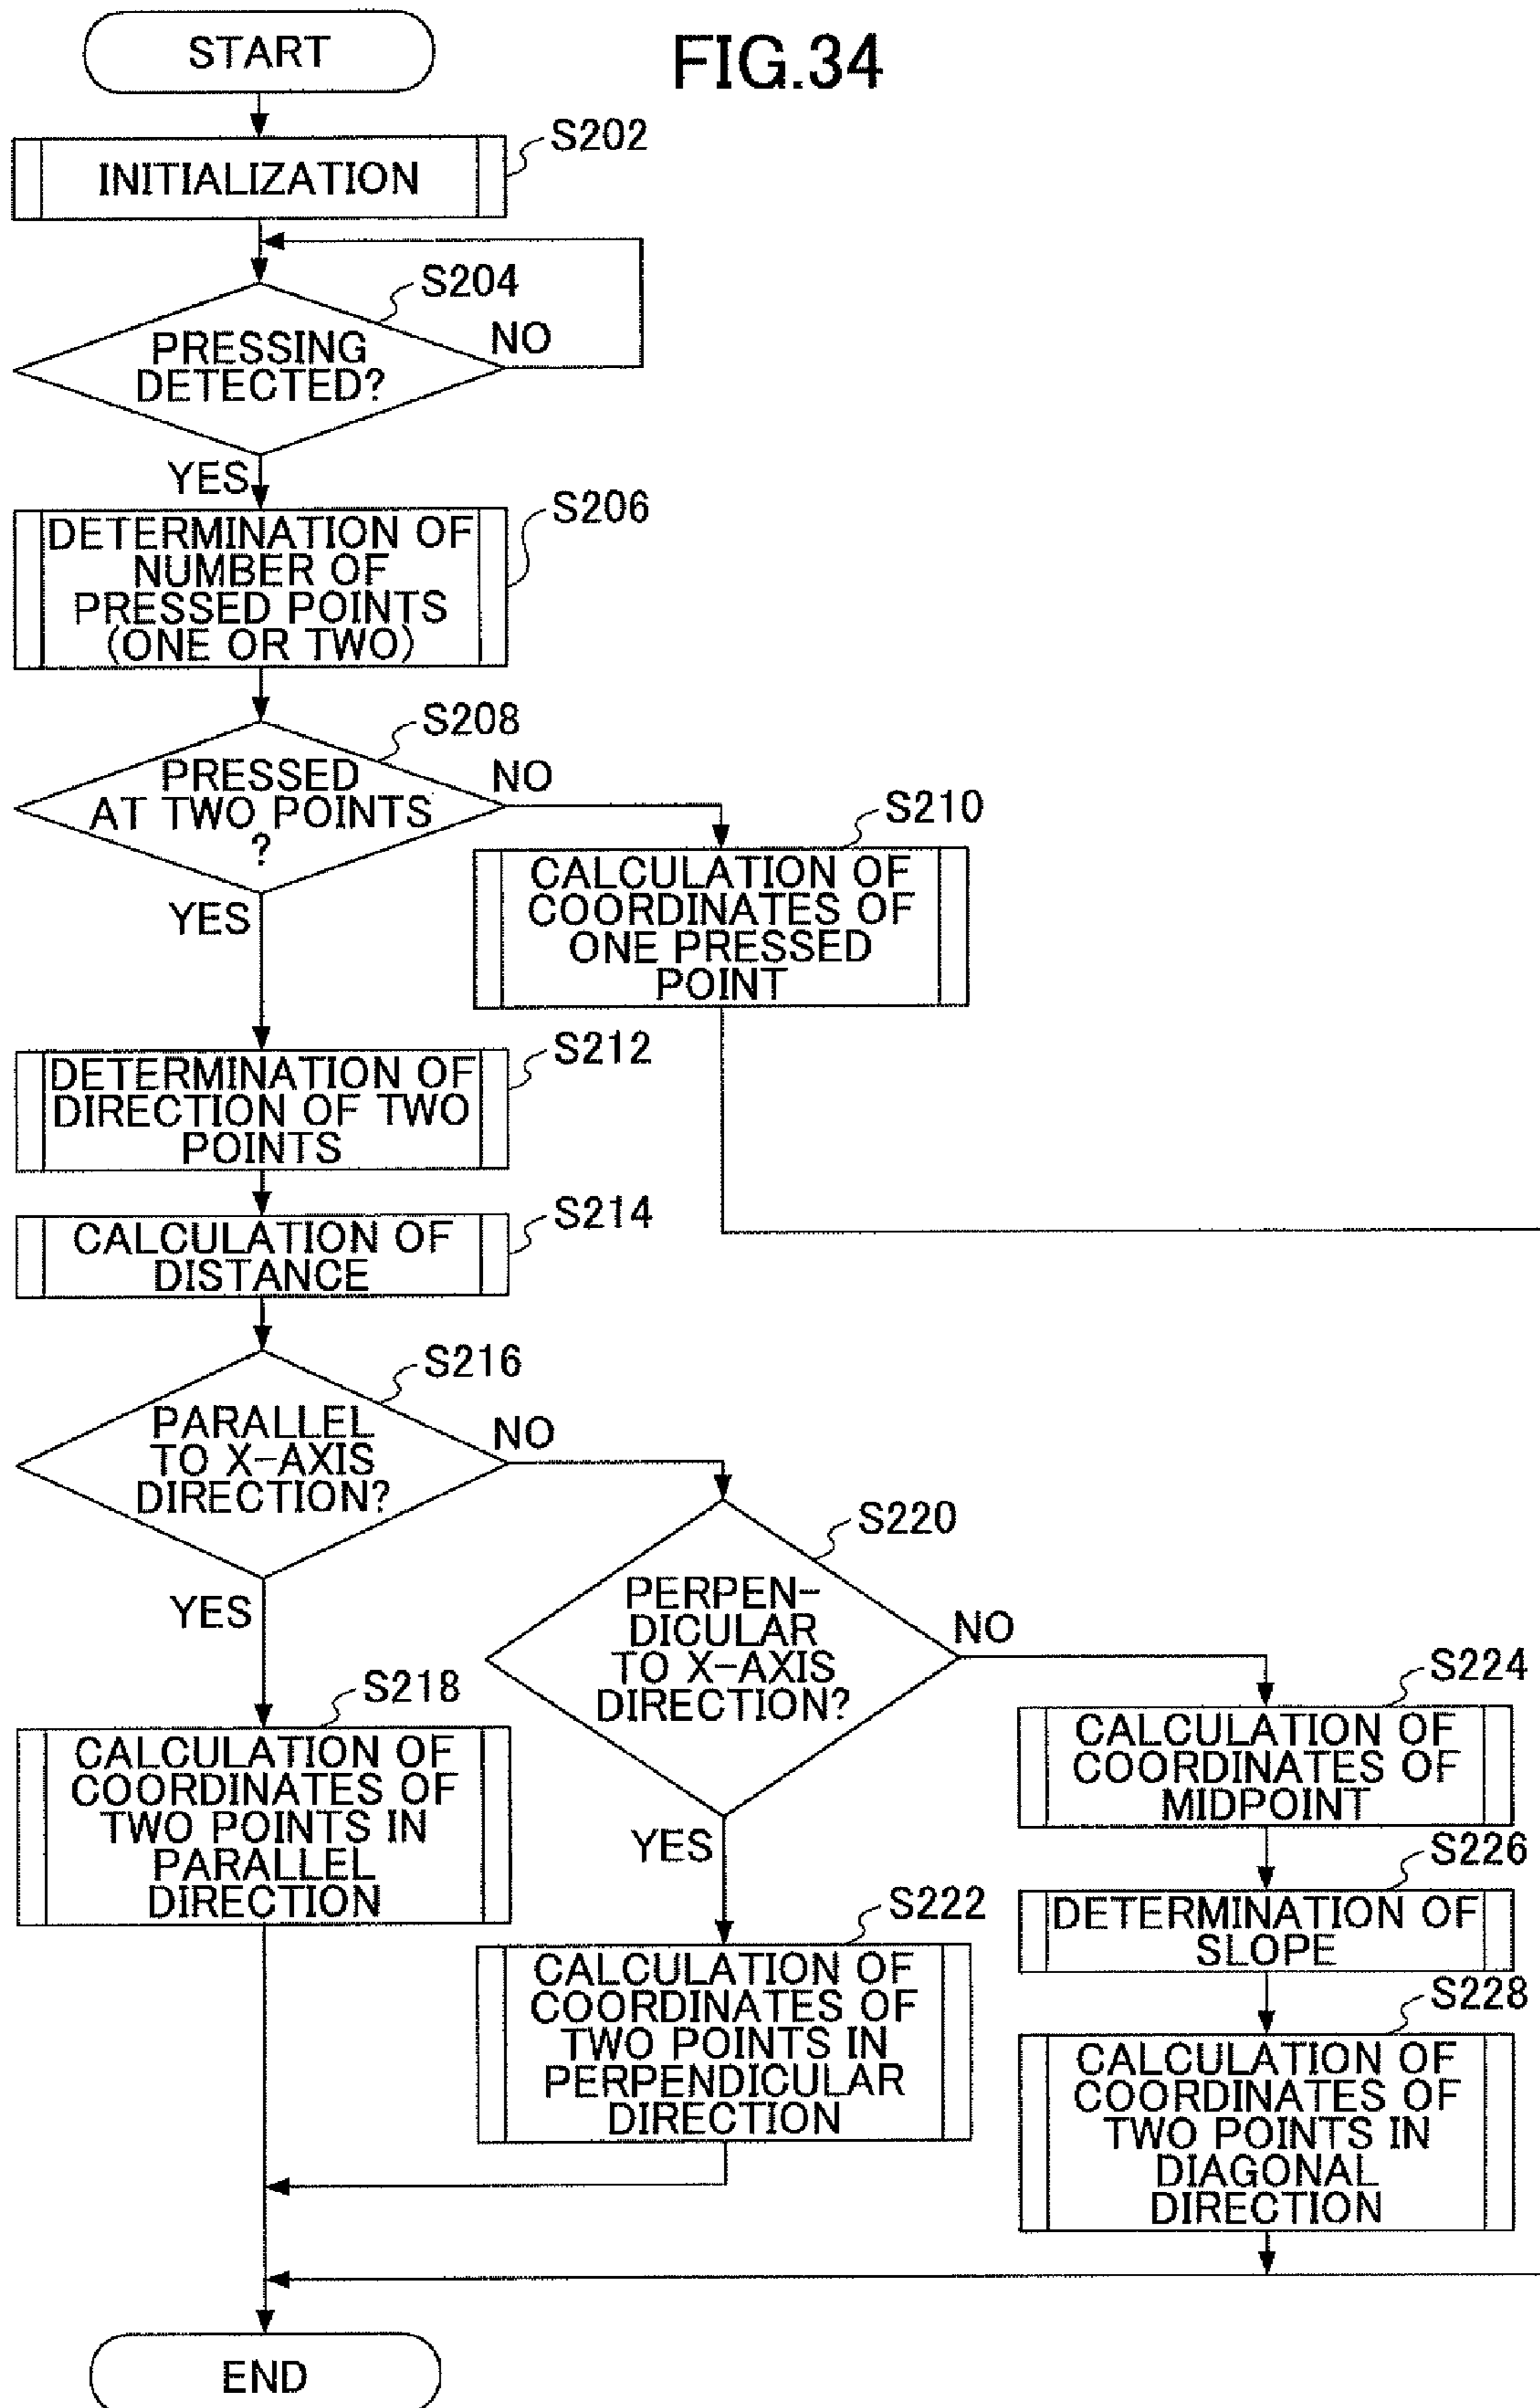 FIG.34
START
S202
INITIALIZATION
S204
PRESSING
DETECTED?
NO
YES
S206
DETERMINATION OF
NUMBER OF
PRESSED POINTS
(ONE OR TWO)
S208
PRESSED
AT TWO POINTS
?
NO
YES
S210
CALCULATION OF
COORDINATES OF
ONE PRESSED
POINT
S212
DETERMINATION OF
DIRECTION OF TWO
POINTS
S214
CALCULATION OF
DISTANCE
S216
PARALLEL
TO X-AXIS
DIRECTION?
NO
YES
S218
CALCULATION OF
COORDINATES OF
TWO POINTS IN
PARALLEL
DIRECTION
S220
PERPEN-
DICULAR
TO X-AXIS
DIRECTION?
NO
YES
S222
CALCULATION OF
COORDINATES OF
TWO POINTS IN
PERPENDICULAR
DIRECTION
S224
CALCULATION OF
COORDINATES OF
MIDPOINT
S226
DETERMINATION OF
SLOPE
S228
CALCULATION OF
COORDINATES OF
TWO POINTS IN
DIAGONAL
DIRECTION
END